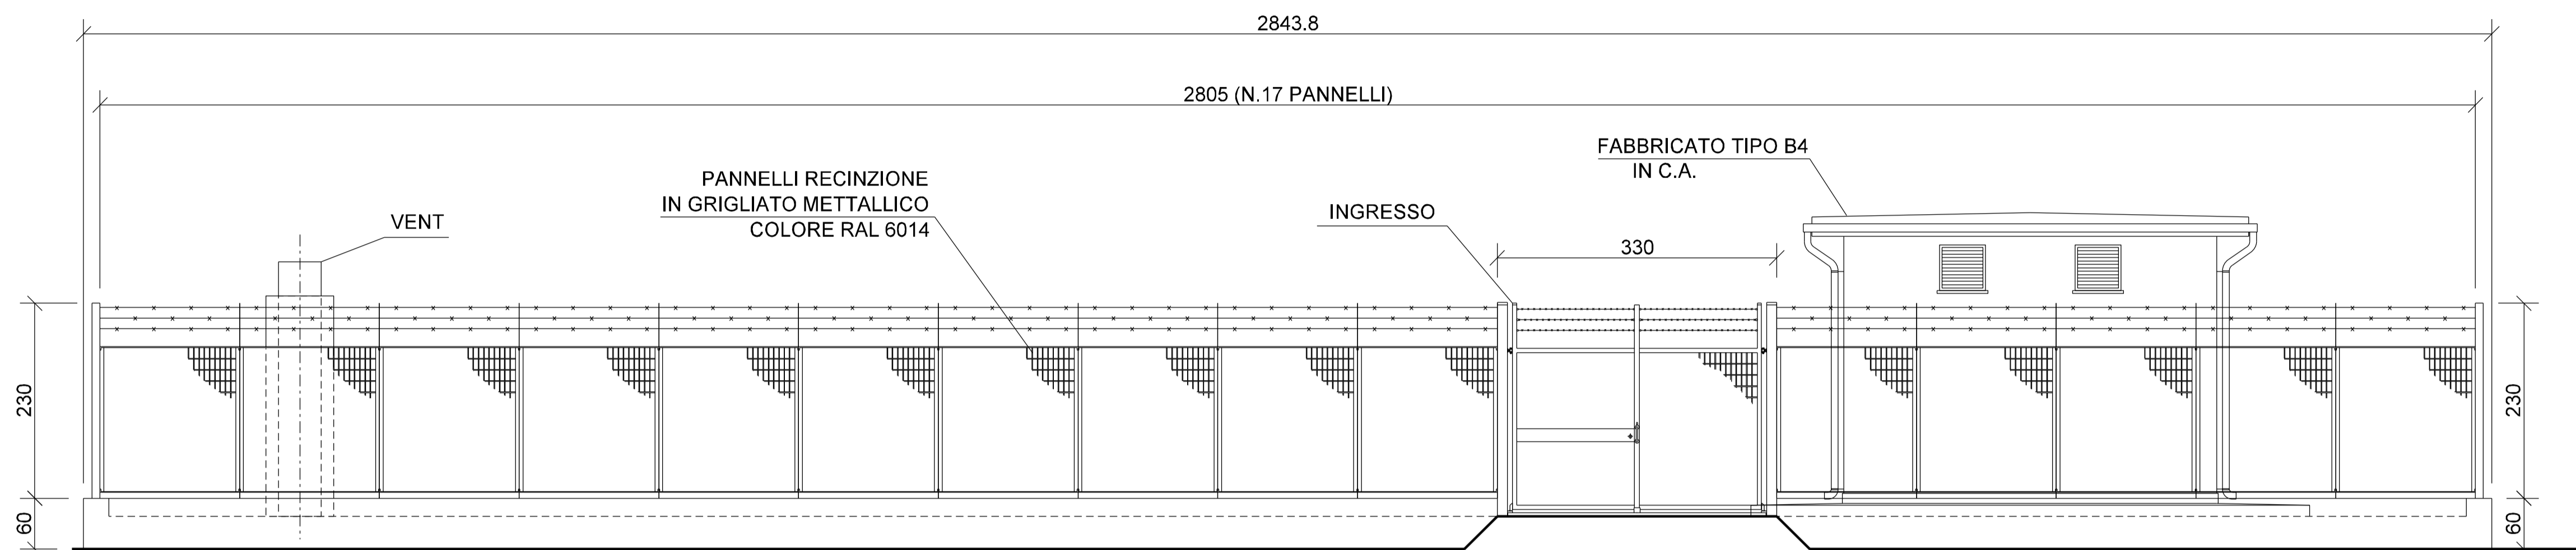 2843.8
2805 (N.17 PANNELLI)
FABBRICATO TIPO B4
IN C.A.
PANNELLI RECINZIONE
IN GRIGLIATO METTALLICO
COLORE RAL 6014
INGRESSO
VENT
330
230
230
60
60